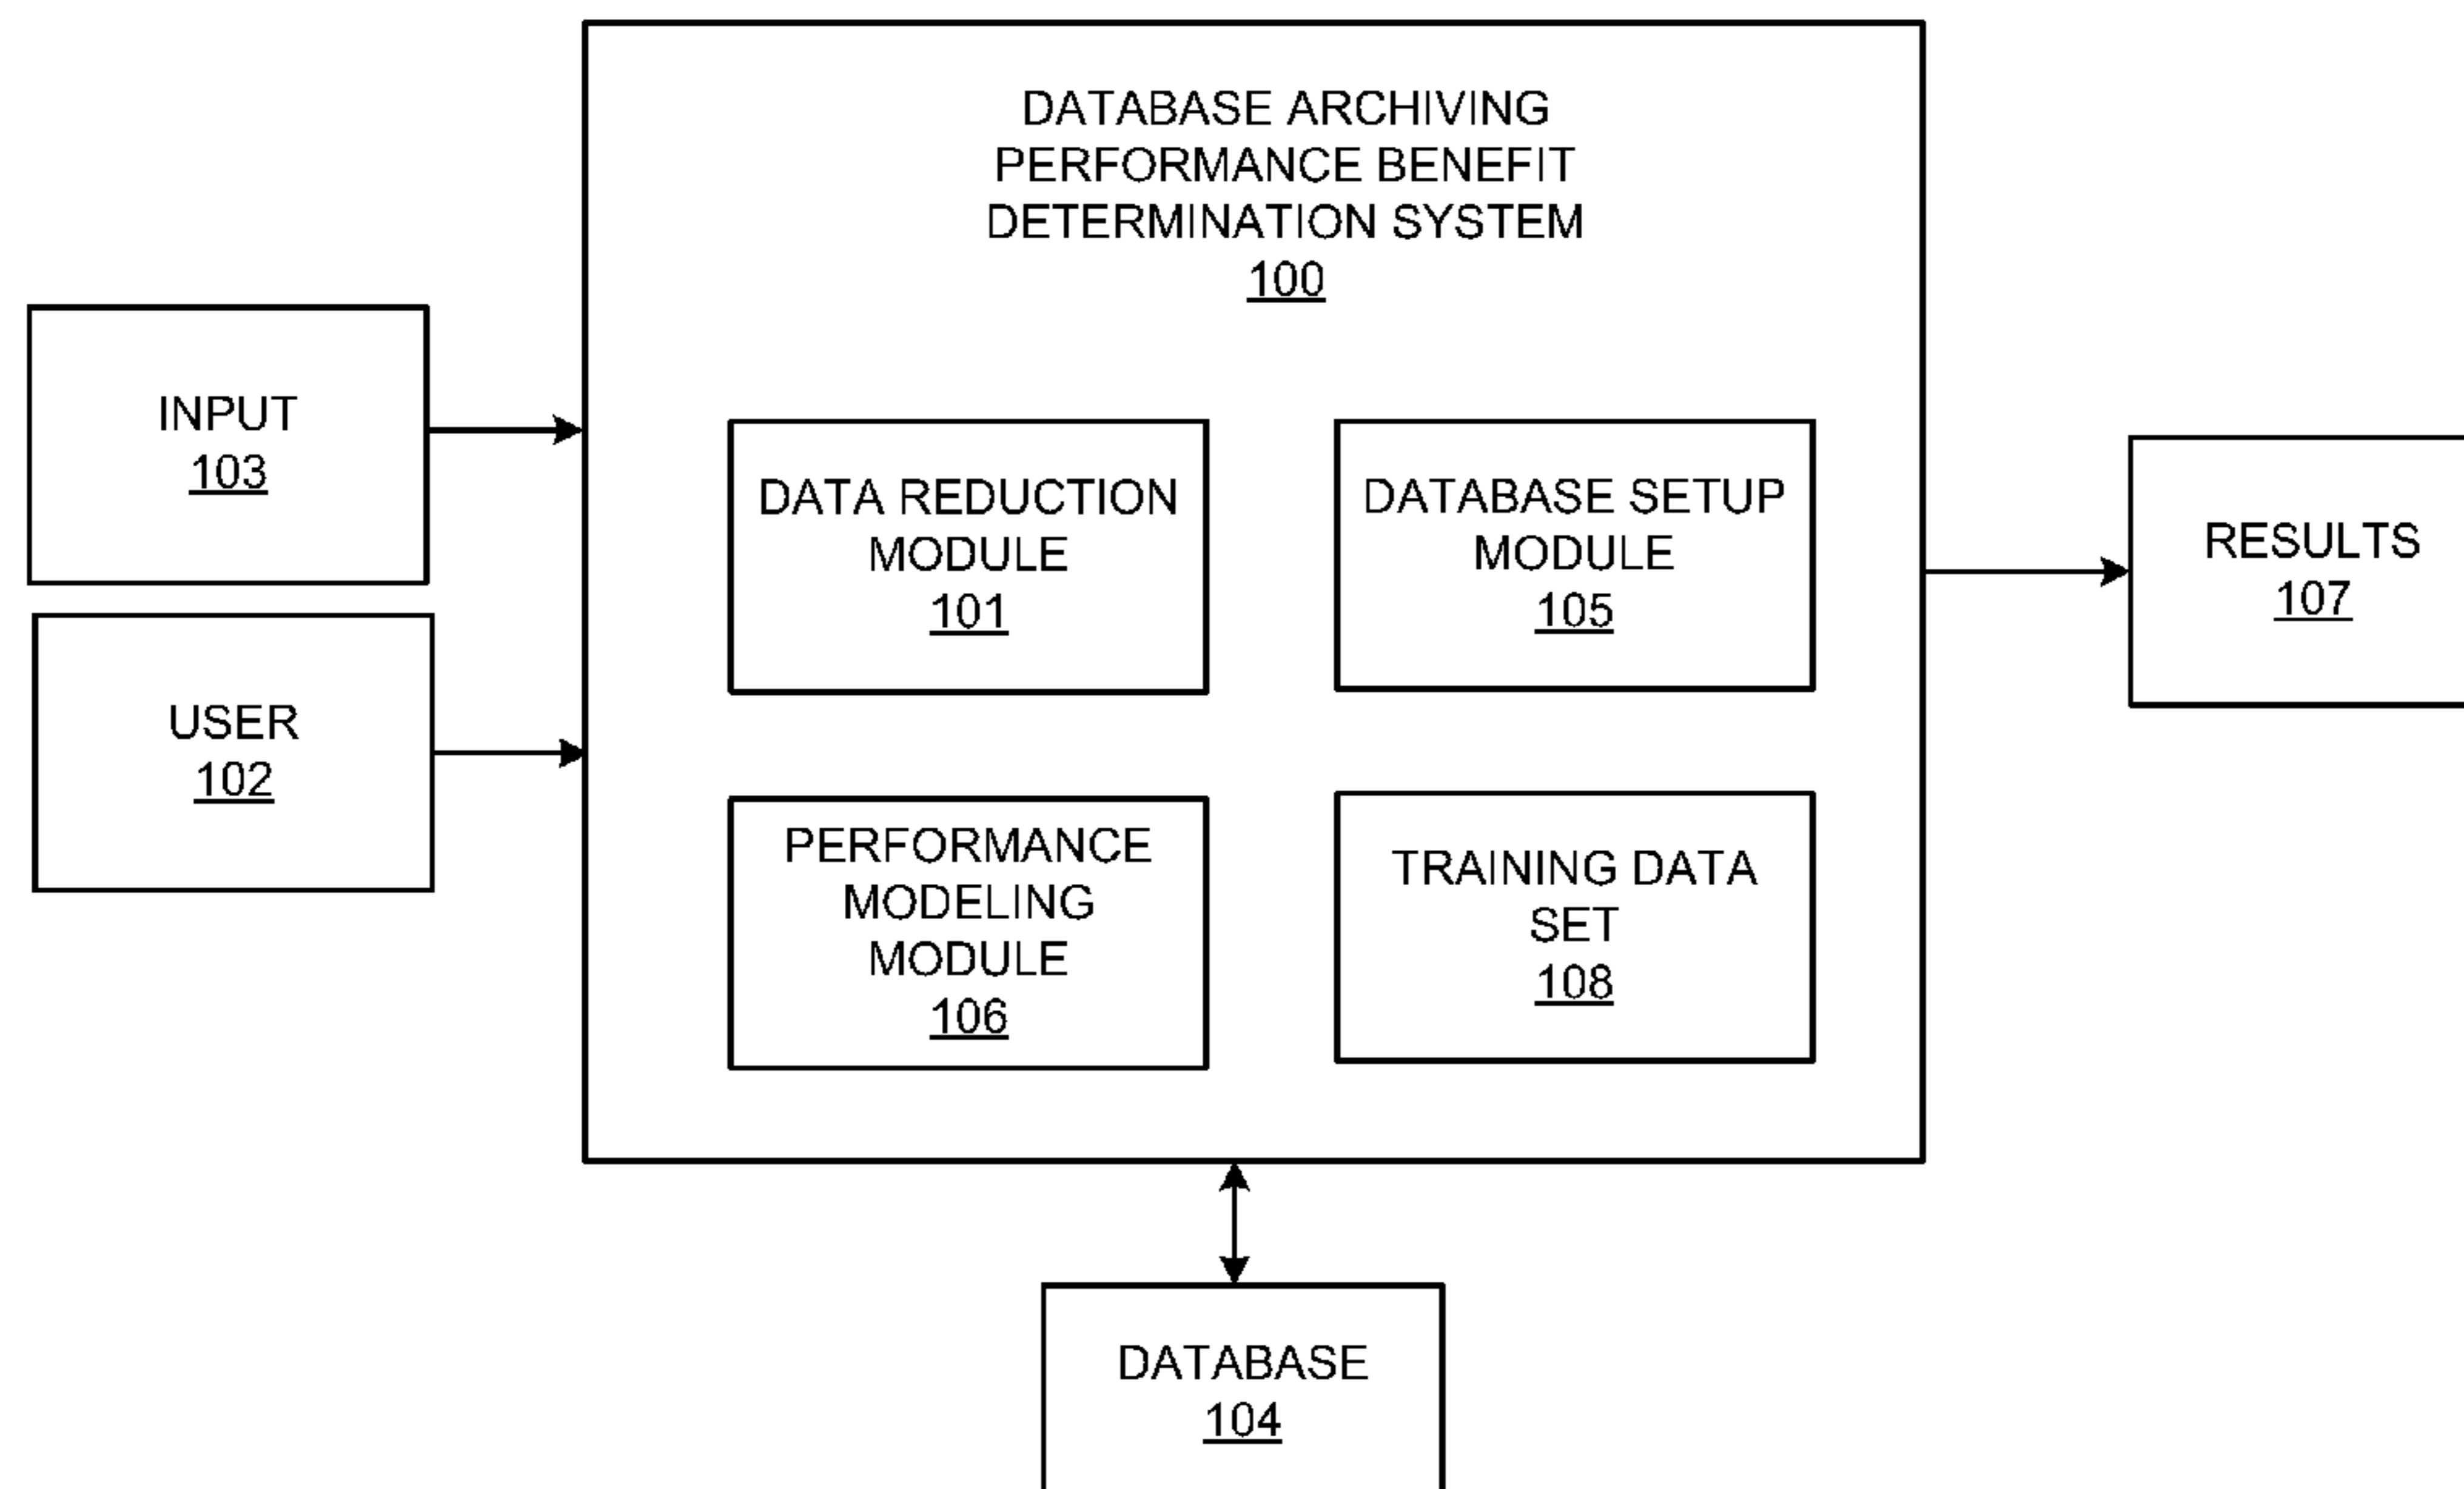 DATABASE ARCHIVING
PERFORMANCE BENEFIT
DETERMINATION SYSTEM
100
INPUT
103
USER
102
DATA REDUCTION
MODULE
101
DATABASE SETUP
MODULE
105
PERFORMANCE
MODELING
MODULE
106
TRAINING DATA
SET
108
RESULTS
107
DATABASE
104